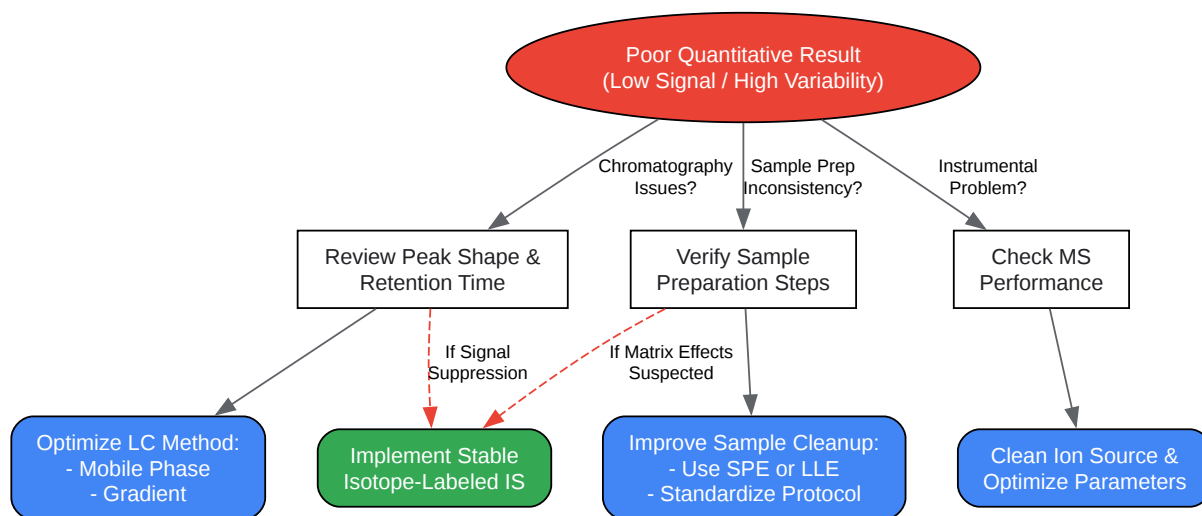 Poor Quantitative Result
(Low Signal / High Variability)
Chromatography
Issues?
Sample Prep
Inconsistency?
Instrumental
Problem?
Review Peak Shape &
Retention Time
Verify Sample
Preparation Steps
Check MS
Performance
If Signal
Suppression
If Matrix Effects
Suspected
Optimize LC Method:
- Mobile Phase
- Gradient
Implement Stable
Isotope-Labeled IS
Improve Sample Cleanup:
- Use SPE or LLE
- Standardize Protocol
Clean Ion Source &
Optimize Parameters